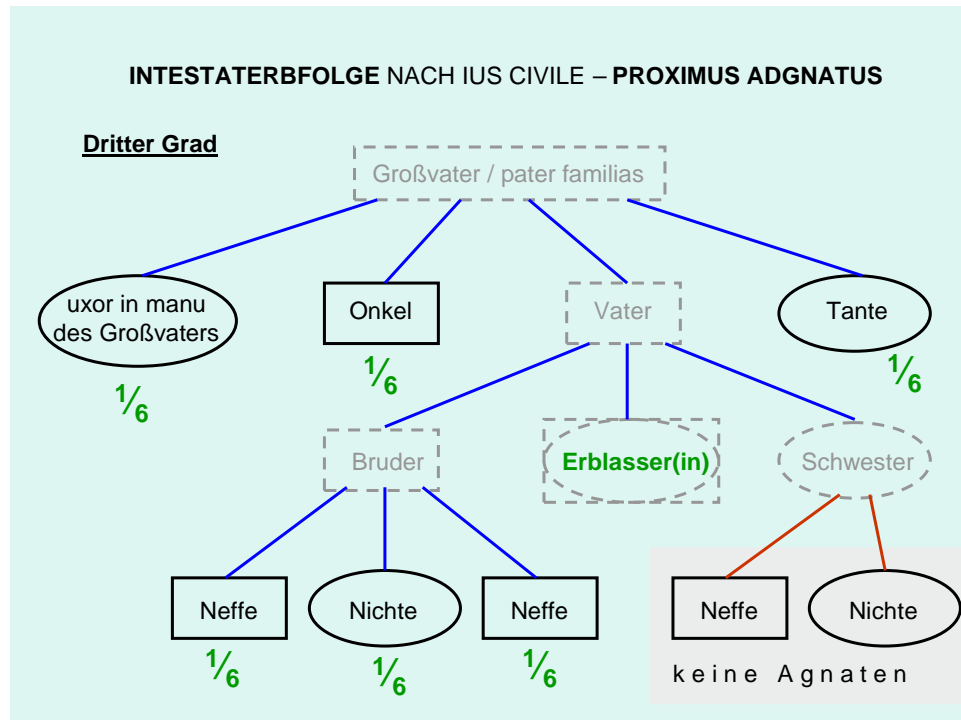 INTESTATERBFOLGE NACH IUS CIVILE – PROXIMUS ADGNATUS
Dritter Grad
Großvater / pater familias
uxor in manu
des Großvaters
Onkel
Vater
Tante
1/6
1/6
1/6
Bruder
Erblasser(in)
Schwester
Neffe
Nichte
Neffe
Neffe
Nichte
1/6
1/6
1/6
keine Agnaten